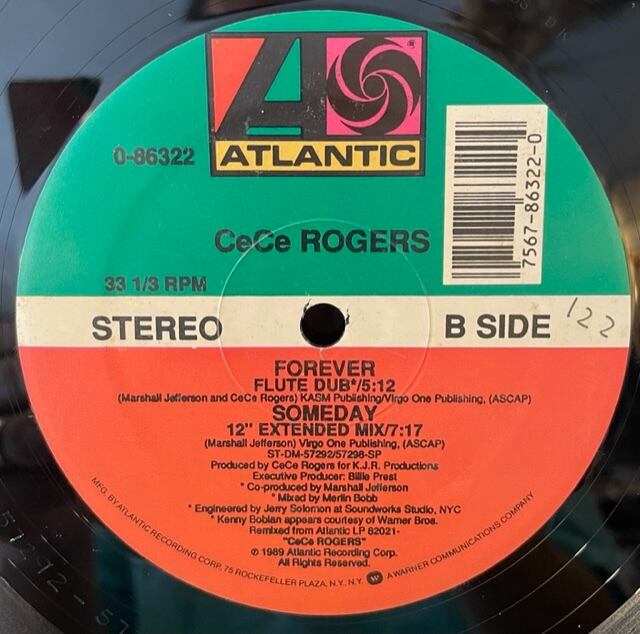 ATLANTIC
0-86322
7567-86322-0
CeCe ROGERS
33 1/3 RPM
STEREO
B SIDE
122
FOREVER
FLUTE DUB*/5:12
(Marshall Jefferson and CeCe Rogers) KASM Publishing/Virgo One Publishing, (ASCAP)
SOMEDAY
12" EXTENDED MIX/7:17
(Marshall Jefferson) Virgo One Publishing, (ASCAP)
ST-DM-57292/57298-SP
Produced by CeCe Rogers for K.J.R. Productions
Executive Producer: Billie Prest
* Co-produced by Marshall Jefferson
* Mixed by Merlin Bobb
* Engineered by Jerry Solomon at Soundworks Studio, NYC
* Kenny Bobian appears courtesy of Warner Bros.
Remixed from Atlantic LP 82021-
"CeCe ROGERS"
℗ 1989 Atlantic Recording Corp.
All Rights Reserved.
MFG. BY ATLANTIC RECORDING CORP., 75 ROCKEFELLER PLAZA, N.Y., N.Y. A WARNER COMMUNICATIONS COMPANY